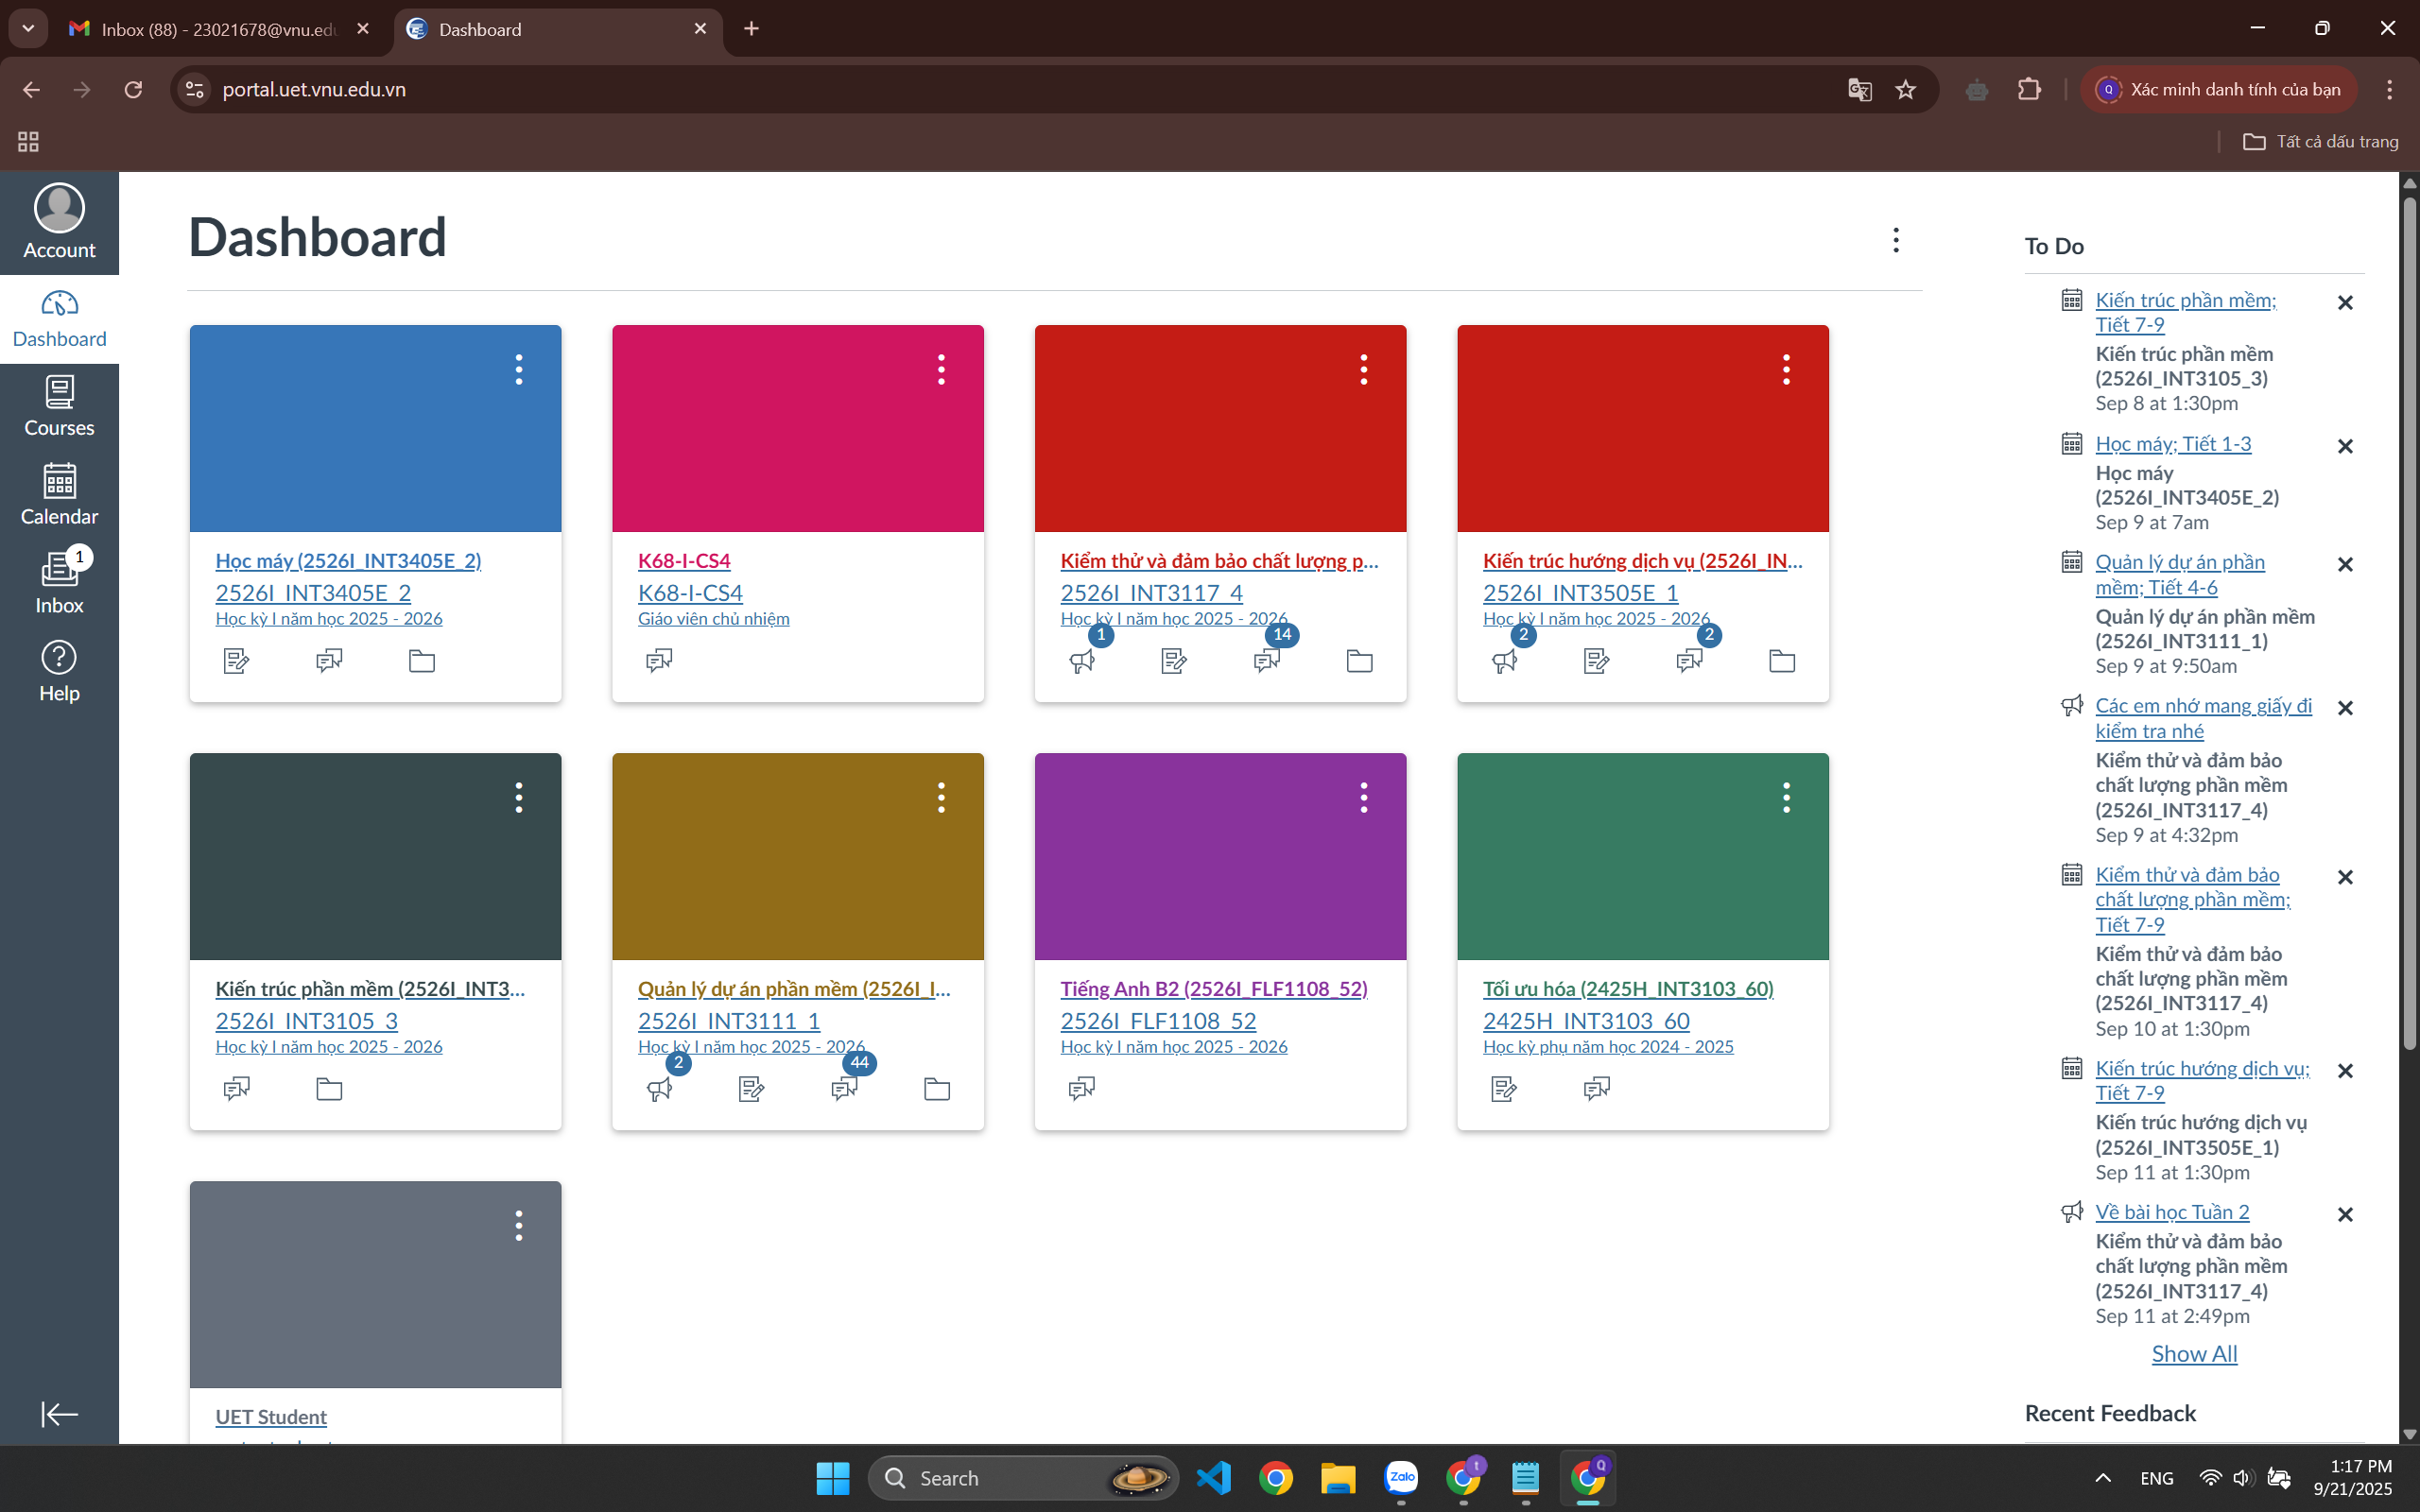 Inbox (88) - 23021678@vnu.edu
Dashboard
portal.uet.vnu.edu.vn
Q
Xác minh danh tính của bạn
Tất cả dấu trang
Account
Dashboard
Courses
Calendar
1
Inbox
Help
Dashboard
Học máy (2526I_INT3405E_2)
2526I_INT3405E_2
Học kỳ I năm học 2025 - 2026
K68-I-CS4
K68-I-CS4
Giáo viên chủ nhiệm
Kiểm thử và đảm bảo chất lượng p...
2526I_INT3117_4
Học kỳ I năm học 2025 - 2026
1
14
Kiến trúc hướng dịch vụ (2526I_IN...
2526I_INT3505E_1
Học kỳ I năm học 2025 - 2026
2
2
Kiến trúc phần mềm (2526I_INT3...
2526I_INT3105_3
Học kỳ I năm học 2025 - 2026
Quản lý dự án phần mềm (2526I_I...
2526I_INT3111_1
Học kỳ I năm học 2025 - 2026
2
44
Tiếng Anh B2 (2526I_FLF1108_52)
2526I_FLF1108_52
Học kỳ I năm học 2025 - 2026
Tối ưu hóa (2425H_INT3103_60)
2425H_INT3103_60
Học kỳ phụ năm học 2024 - 2025
UET Student
To Do
Kiến trúc phần mềm;
Tiết 7-9
Kiến trúc phần mềm
(2526I_INT3105_3)
Sep 8 at 1:30pm
Học máy; Tiết 1-3
Học máy
(2526I_INT3405E_2)
Sep 9 at 7am
Quản lý dự án phần
mềm; Tiết 4-6
Quản lý dự án phần mềm
(2526I_INT3111_1)
Sep 9 at 9:50am
Các em nhớ mang giấy đi
kiểm tra nhé
Kiểm thử và đảm bảo
chất lượng phần mềm
(2526I_INT3117_4)
Sep 9 at 4:32pm
Kiểm thử và đảm bảo
chất lượng phần mềm;
Tiết 7-9
Kiểm thử và đảm bảo
chất lượng phần mềm
(2526I_INT3117_4)
Sep 10 at 1:30pm
Kiến trúc hướng dịch vụ;
Tiết 7-9
Kiến trúc hướng dịch vụ
(2526I_INT3505E_1)
Sep 11 at 1:30pm
Về bài học Tuần 2
Kiểm thử và đảm bảo
chất lượng phần mềm
(2526I_INT3117_4)
Sep 11 at 2:49pm
Show All
Recent Feedback
Search
Zalo
t
Q
ENG
1:17 PM
9/21/2025